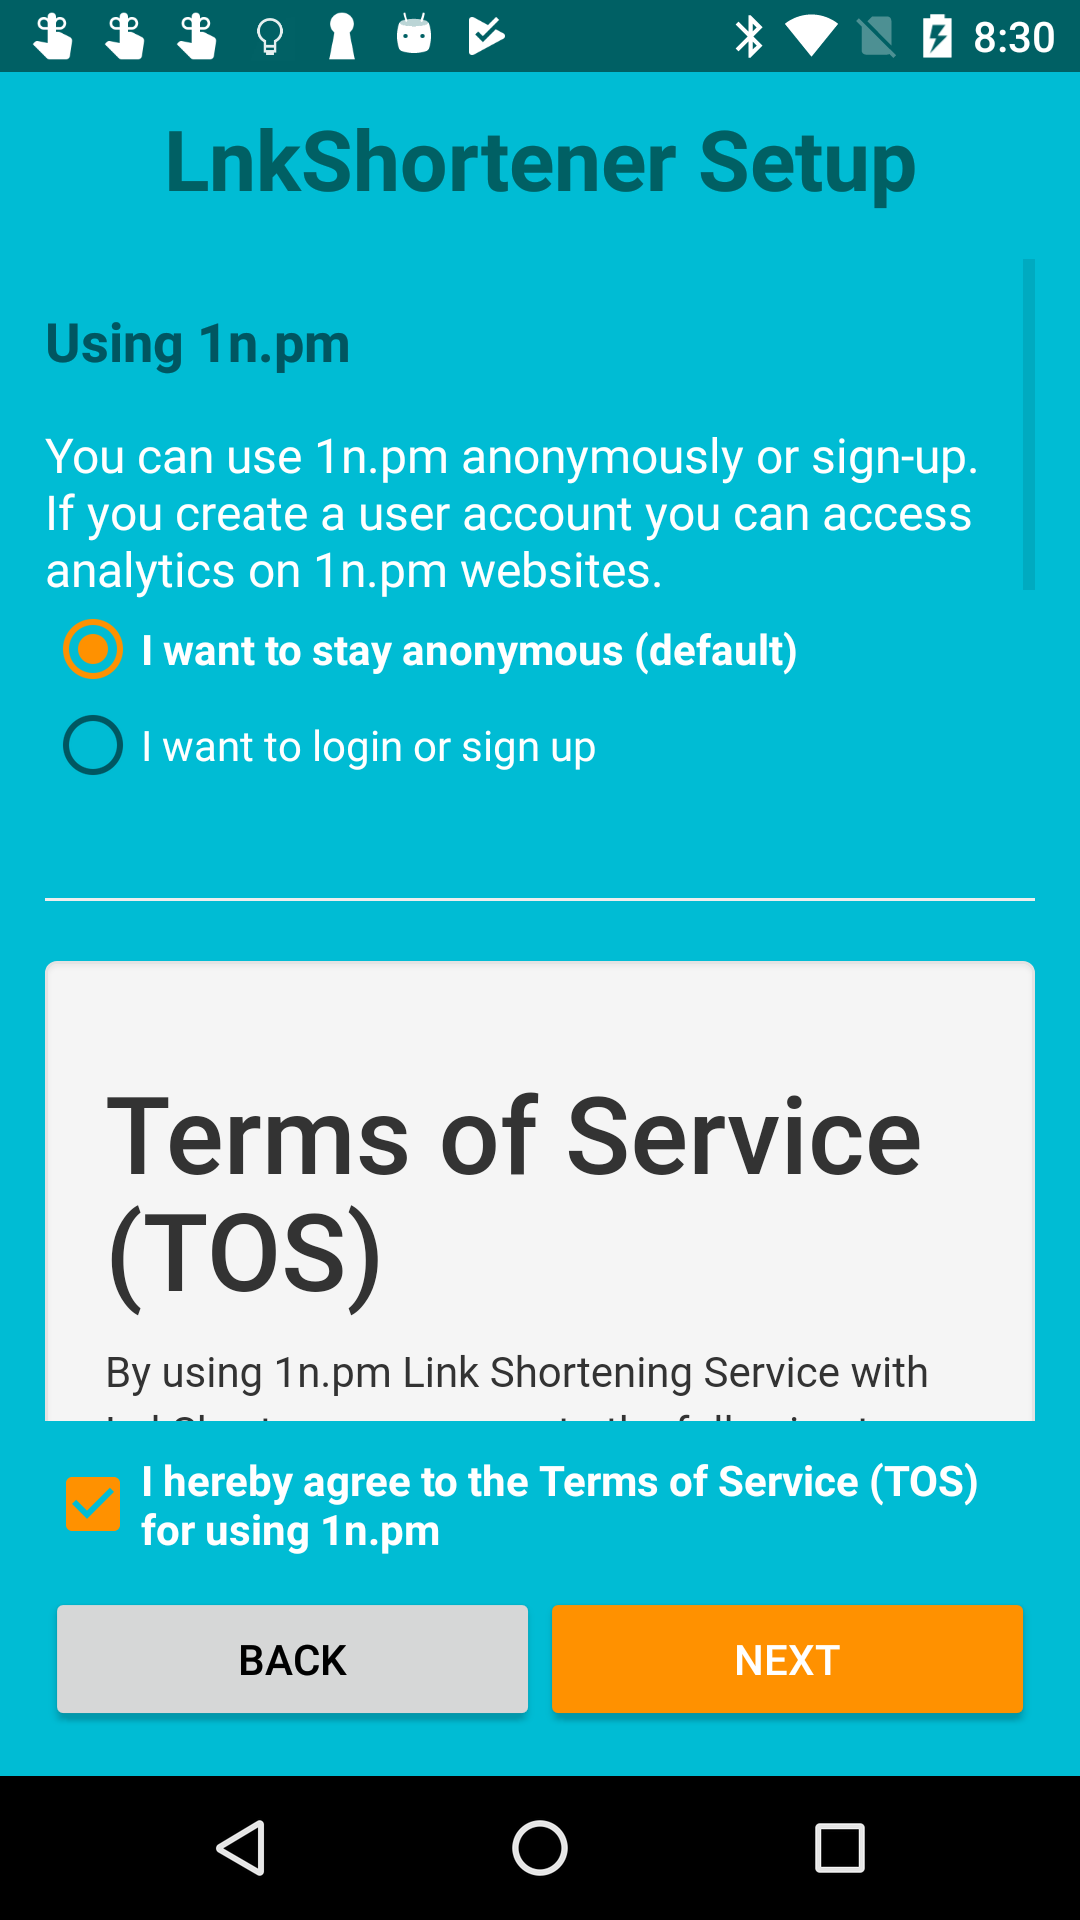 8:30
LnkShortener Setup
Using 1n.pm
You can use 1n.pm anonymously or sign-up.
If you create a user account you can access
analytics on 1n.pm websites.
I want to stay anonymous (default)
I want to login or sign up
Terms of Service
(TOS)
By using 1n.pm Link Shortening Service with
I hereby agree to the Terms of Service (TOS)
for using 1n.pm
BACK
NEXT